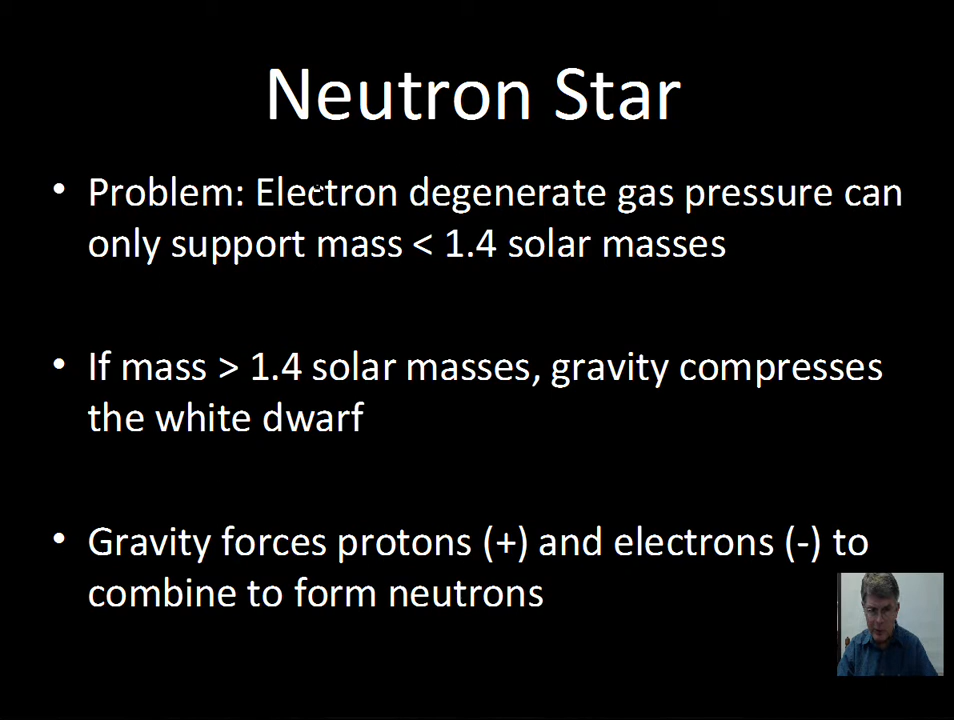 Neutron Star
• Problem: Electron degenerate gas pressure can
only support mass < 1.4 solar masses
• If mass > 1.4 solar masses, gravity compresses
the white dwarf
• Gravity forces protons (+) and electrons (-) to
combine to form neutrons